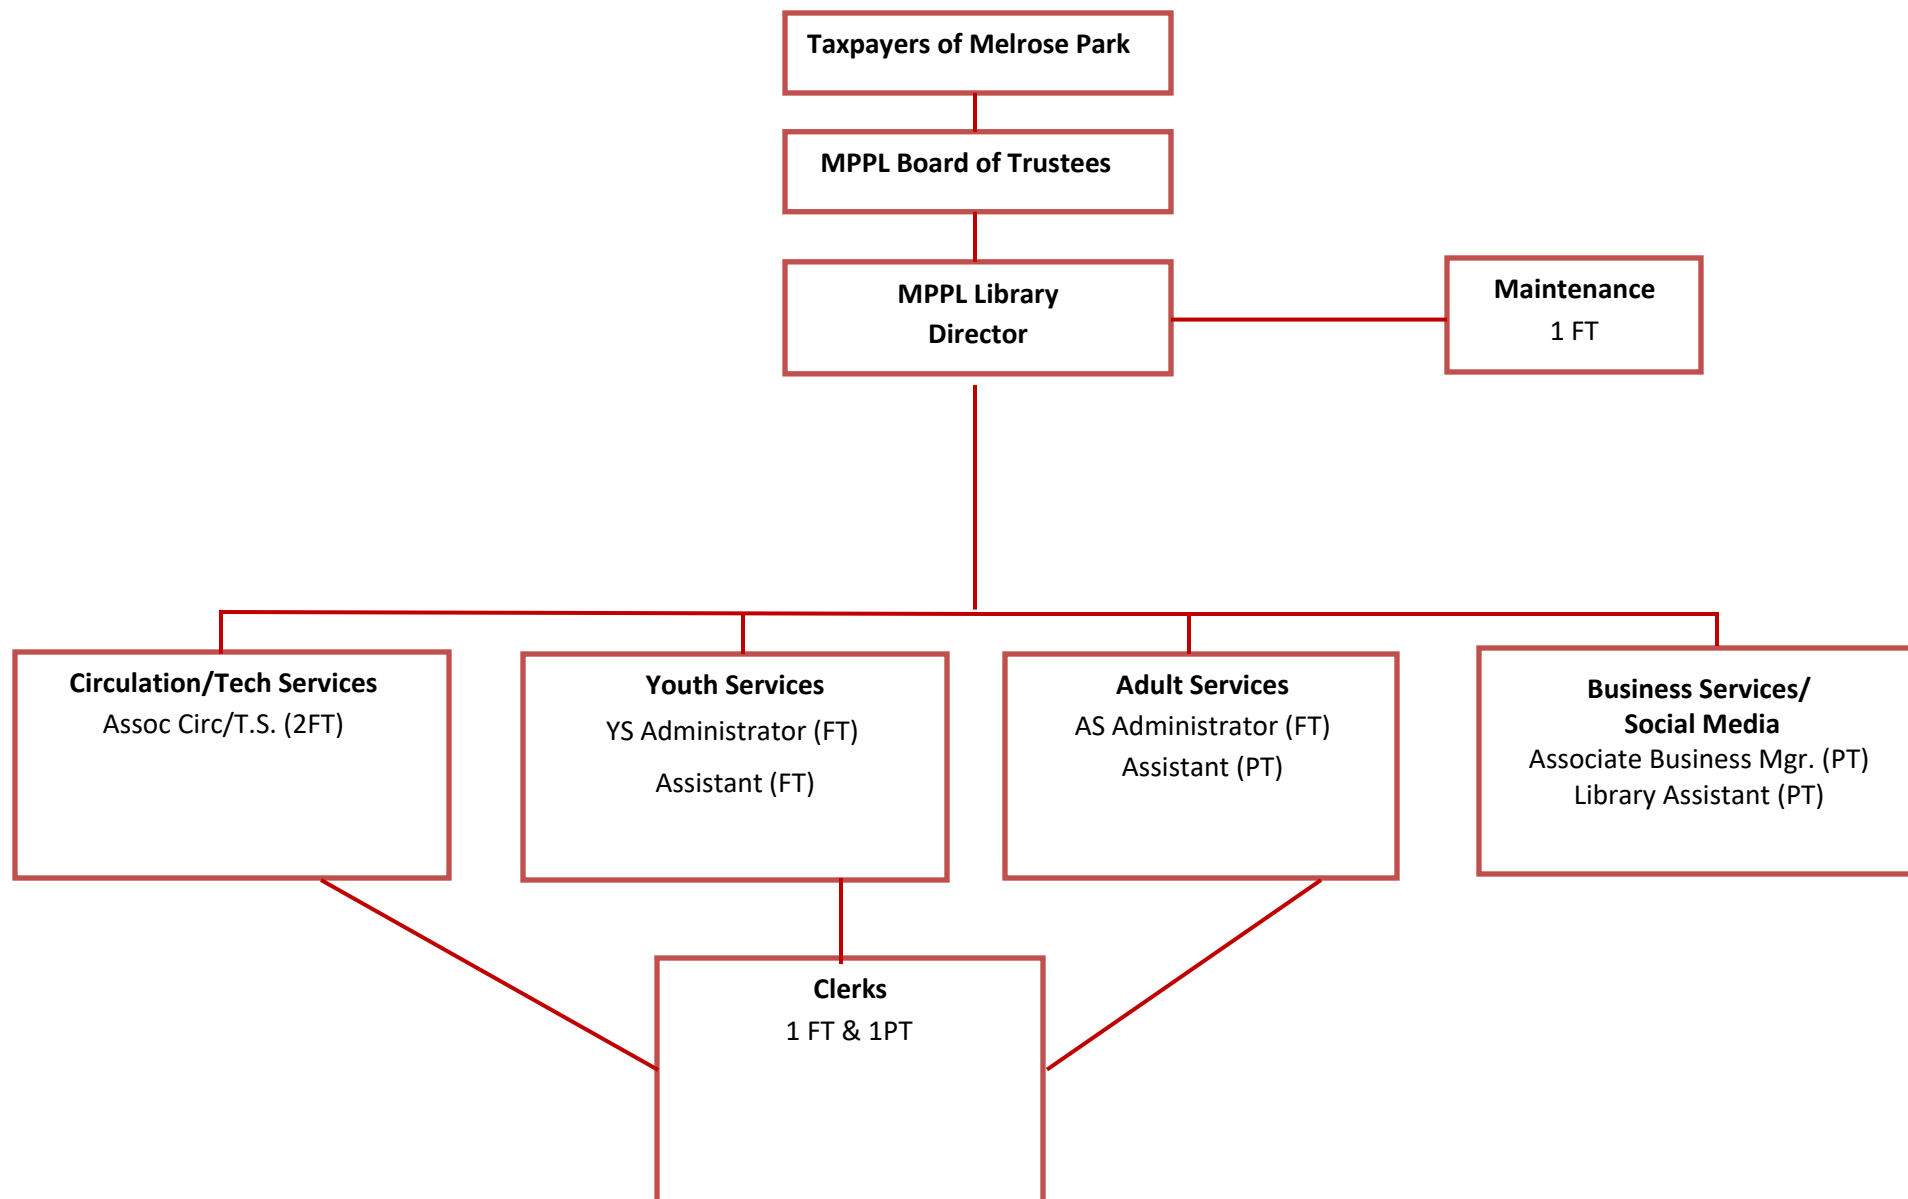 Taxpayers of Melrose Park
MPPL Board of Trustees
MPPL Library
Director
Maintenance
1 FT
Circulation/Tech Services
Assoc Circ/T.S. (2FT)
Youth Services
YS Administrator (FT)
Assistant (FT)
Adult Services
AS Administrator (FT)
Assistant (PT)
Business Services/
Social Media
Associate Business Mgr. (PT)
Library Assistant (PT)
Clerks
1 FT & 1PT